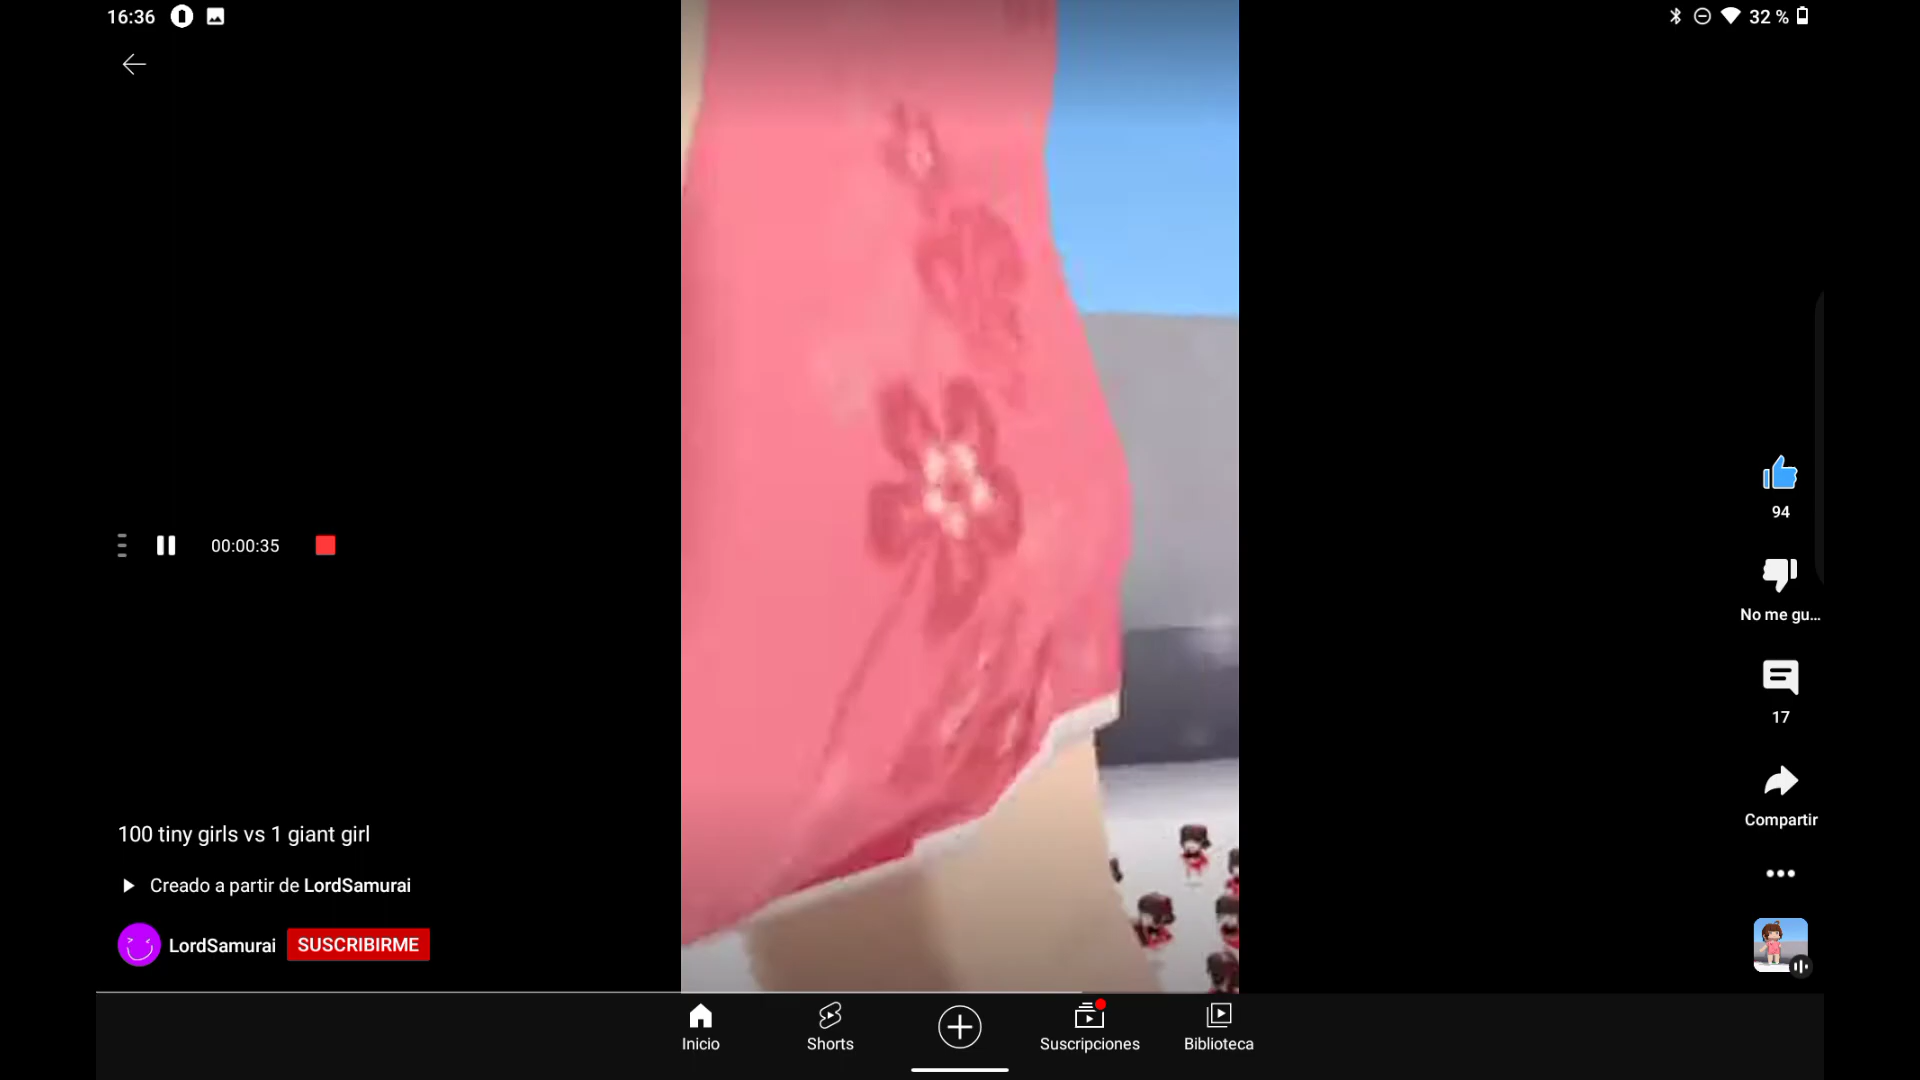 16:36
32 %
94
No me gu...
17
Compartir
00:00:35
100 tiny girls vs 1 giant girl
Creado a partir de LordSamurai
LordSamurai SUSCRIBIRME
Inicio
Shorts
Suscripciones
Biblioteca